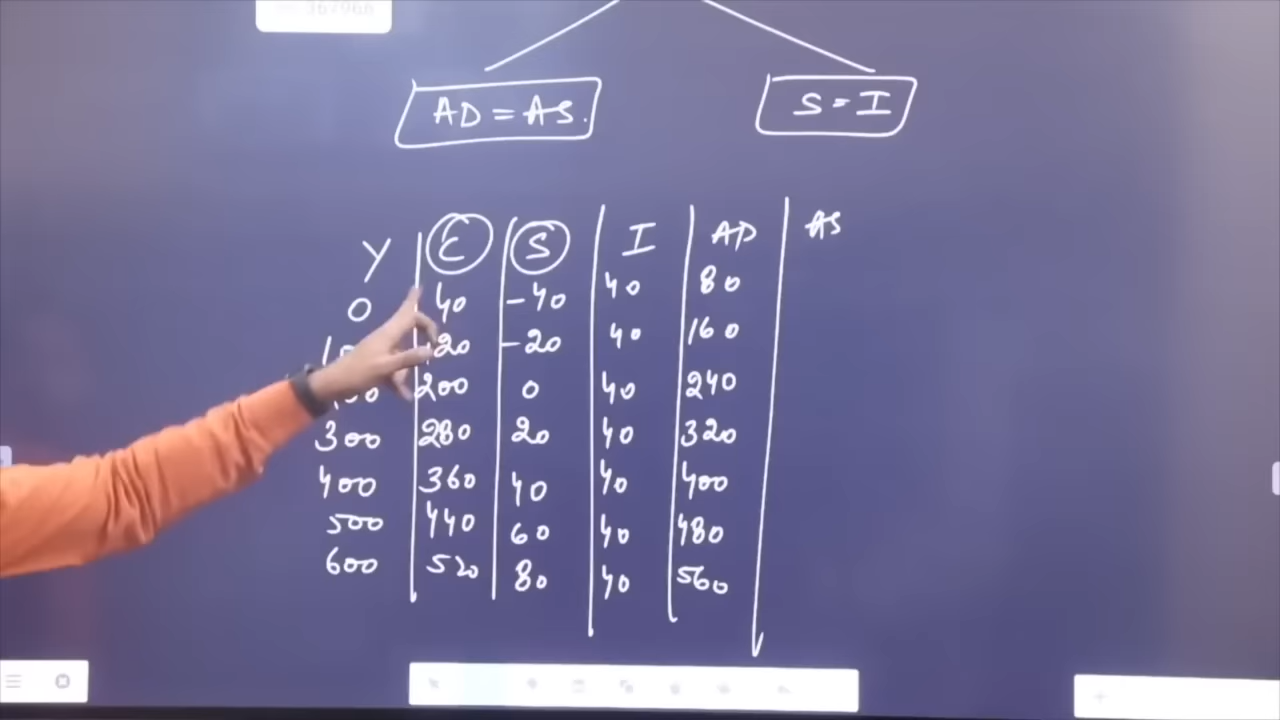 AD = AS.
S = I
Y C S I AD AS
0 40 -40 40 80
120 -20 40 160
200 0 40 240
300 280 20 40 320
400 360 40 40 400
500 440 60 40 480
600 520 80 40 560